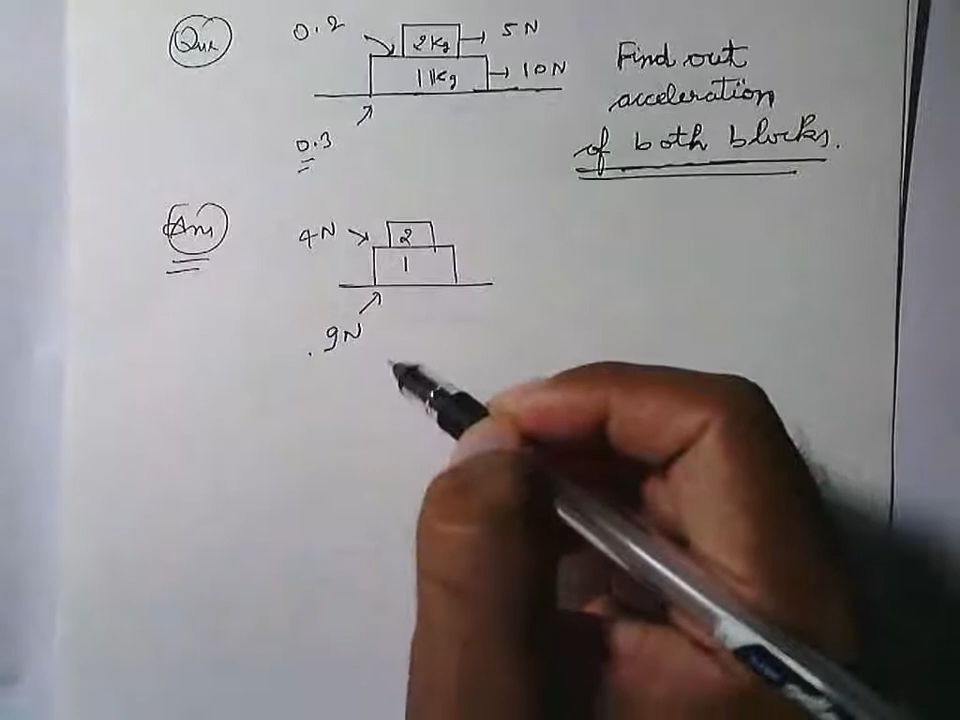 Que
0.2
2kg
5N
1kg
10N
0.3
Find out
acceleration
of both blocks.
Ans
4N
2
1
9N